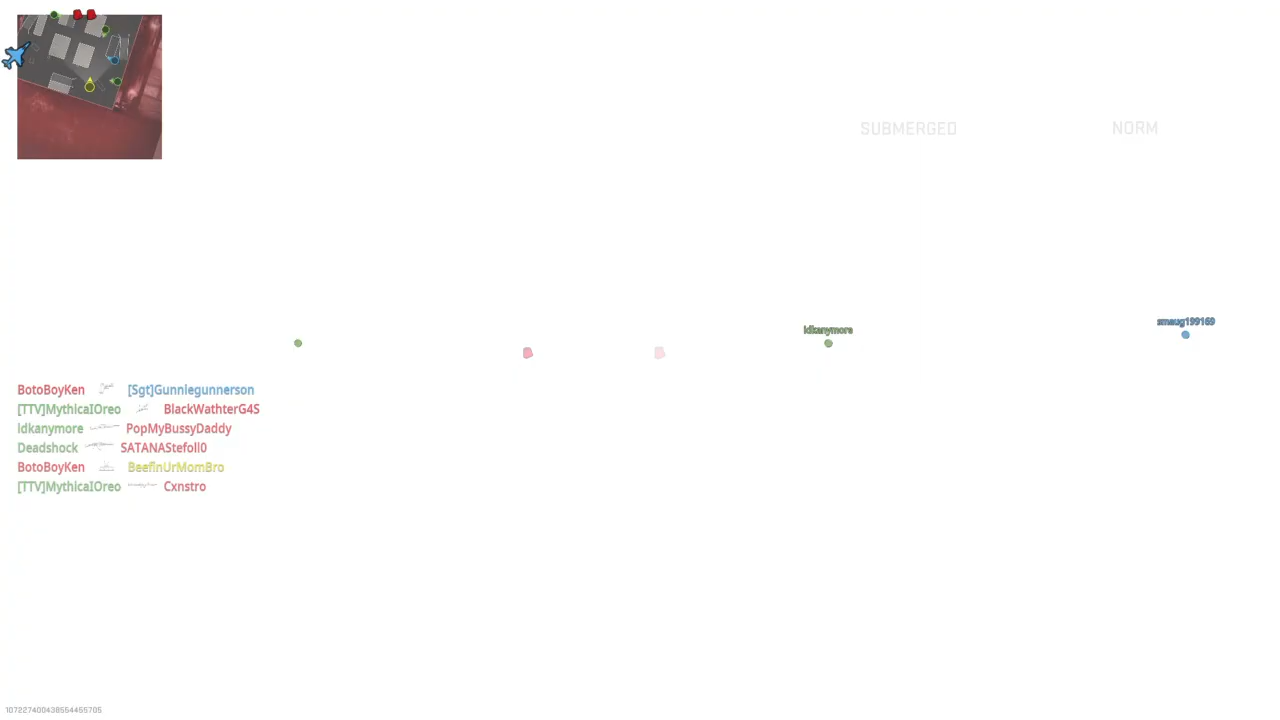 SUBMERGED NORM
smaug199169
idkanymore
BotoBoyKen [Sgt]Gunniegunnerson
[TTV]MythicalOreo BlackWathterG4S
idkanymore PopMyBussyDaddy
Deadshock SATANAStefoll0
BotoBoyKen BeefinUrMomBro
[TTV]MythicalOreo Cxnstro
107227400438554455705